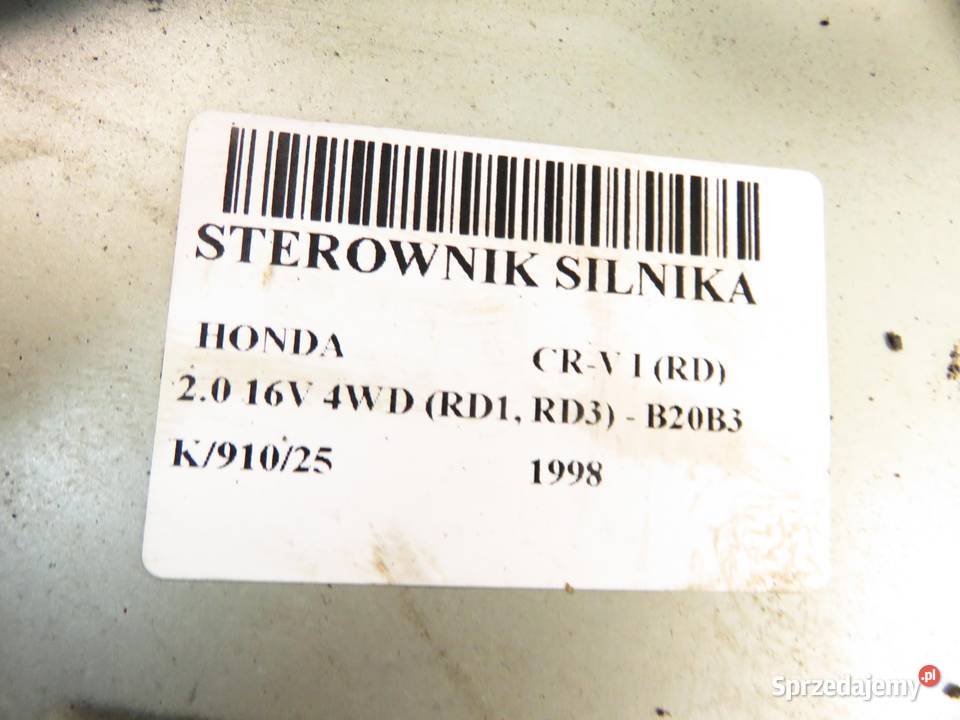 STEROWNIK SILNIKA
HONDA CR-V I (RD)
2.0 16V 4WD (RD1, RD3) - B20B3
K/910/25 1998
Sprzedajemy.pl